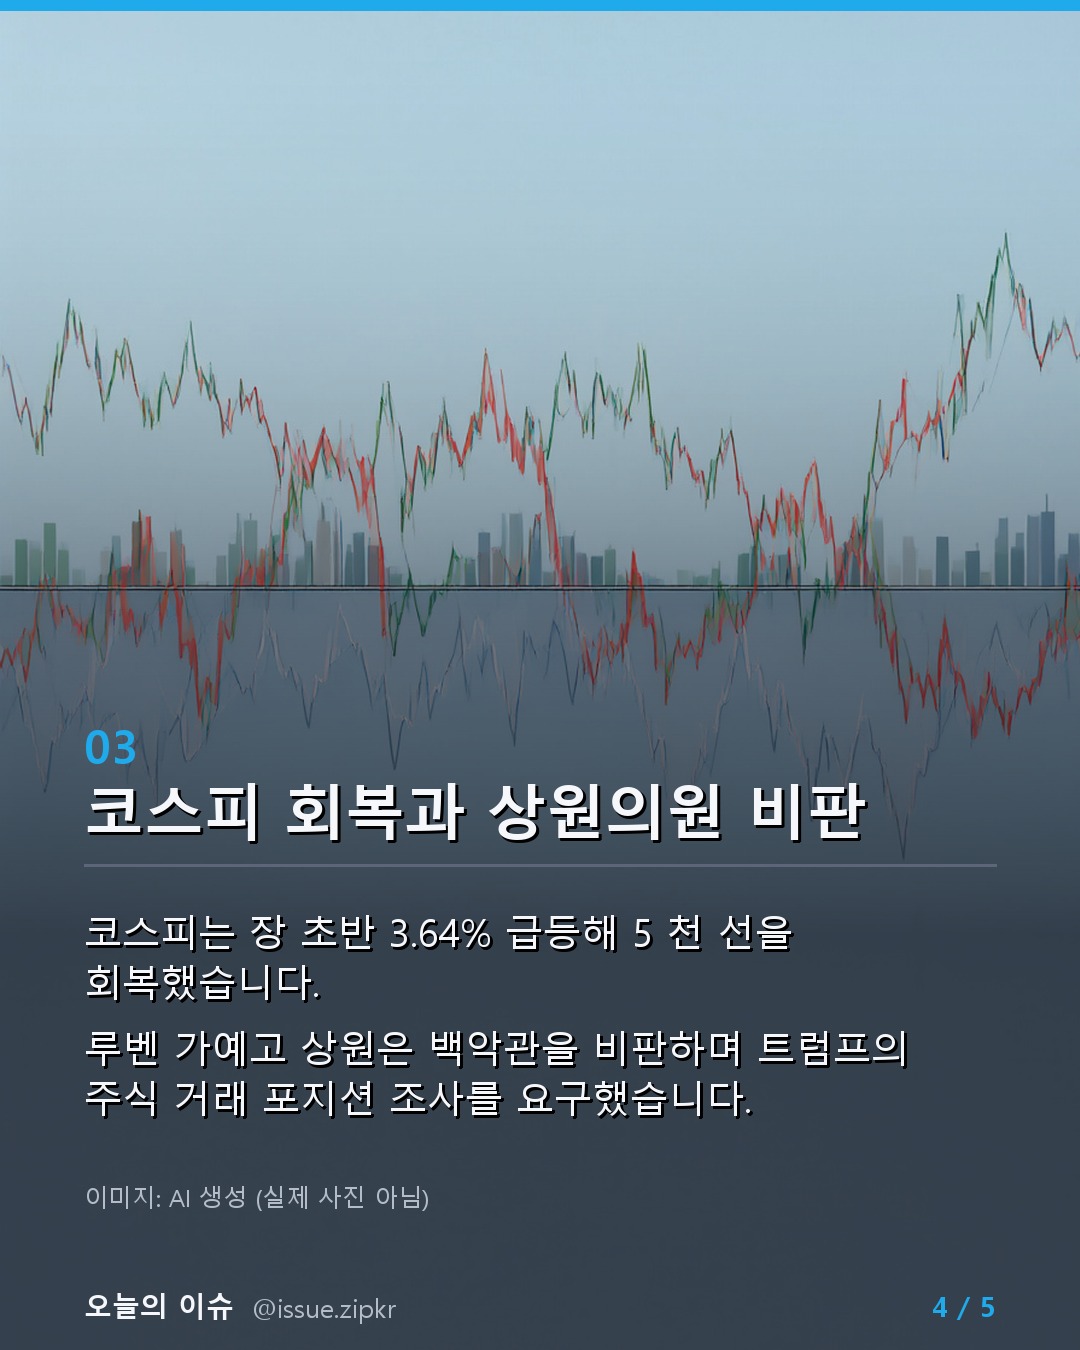 03
코스피 회복과 상원의원 비판
코스피는 장 초반 3.64% 급등해 5 천 선을
회복했습니다.
루벤 가예고 상원은 백악관을 비판하며 트럼프의
주식 거래 포지션 조사를 요구했습니다.
이미지: AI 생성 (실제 사진 아님)
오늘의 이슈 @issue.zipkr
4 / 5